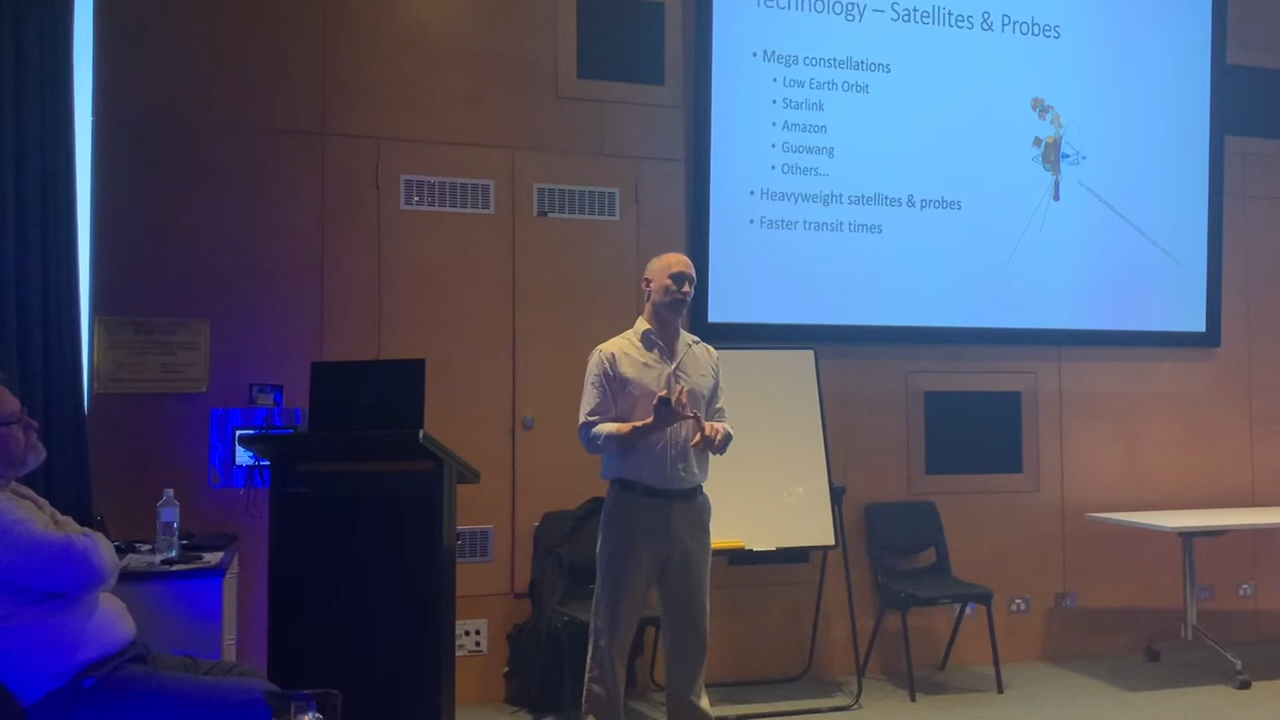 Technology – Satellites & Probes
• Mega constellations
• Low Earth Orbit
• Starlink
• Amazon
• Guowang
• Others...
• Heavyweight satellites & probes
• Faster transit times